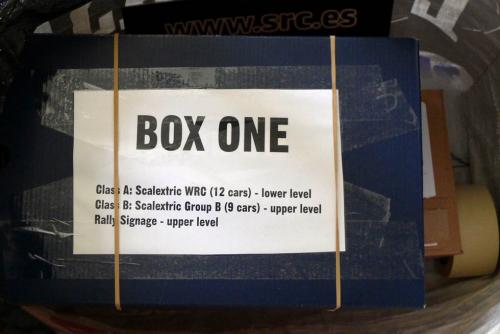 www.src.es
BOX ONE
Class A: Scalextric WRC (12 cars) - lower level
Class B: Scalextric Group B (9 cars) - upper level
Rally Signage - upper level